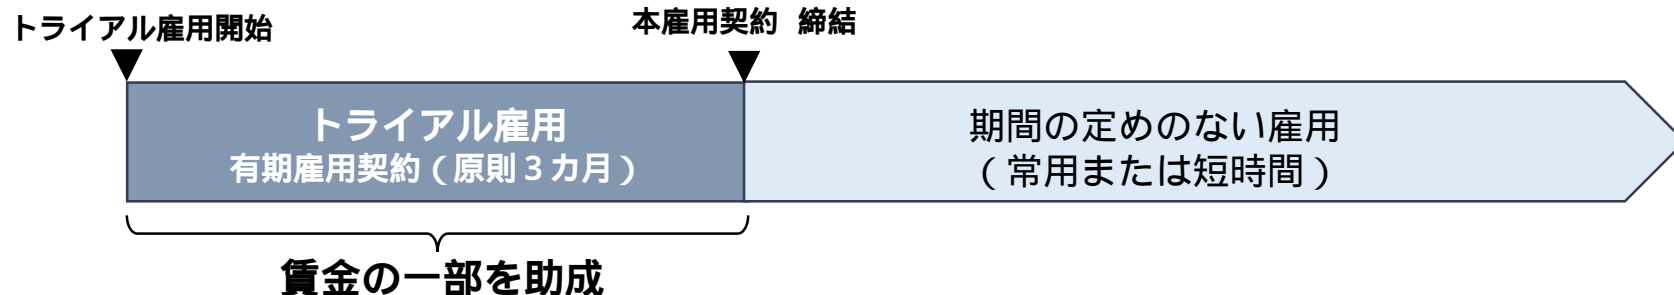 トライアル雇用開始
本雇用契約 締結
トライアル雇用
有期雇用契約(原則3カ月)
期間の定めのない雇用
(常用または短時間)
賃金の一部を助成